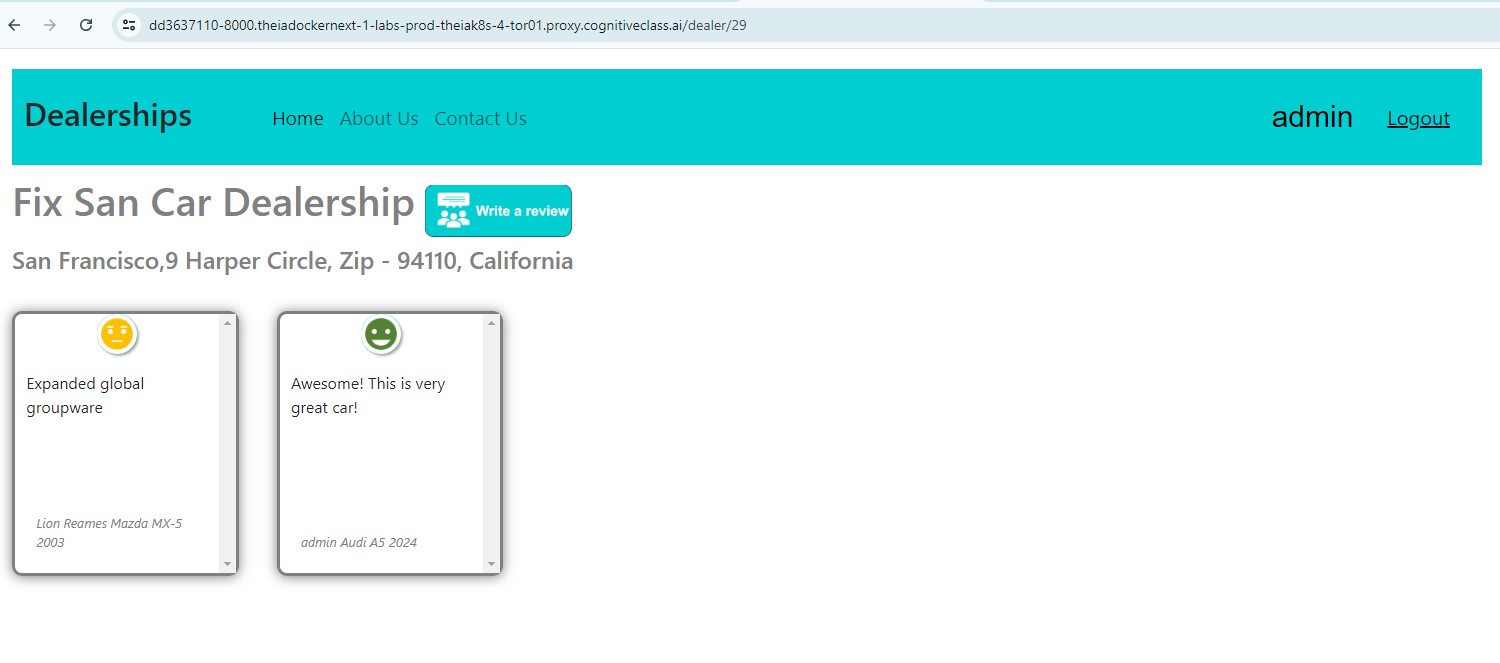 dd3637110-8000.theiadockernext-1-labs-prod-theiak8s-4-tor01.proxy.cognitiveclass.ai/dealer/29
Dealerships Home About Us Contact Us admin Logout
Fix San Car Dealership Write a review
San Francisco,9 Harper Circle, Zip - 94110, California
Expanded global
groupware
Lion Reames Mazda MX-5
2003
Awesome! This is very
great car!
admin Audi A5 2024